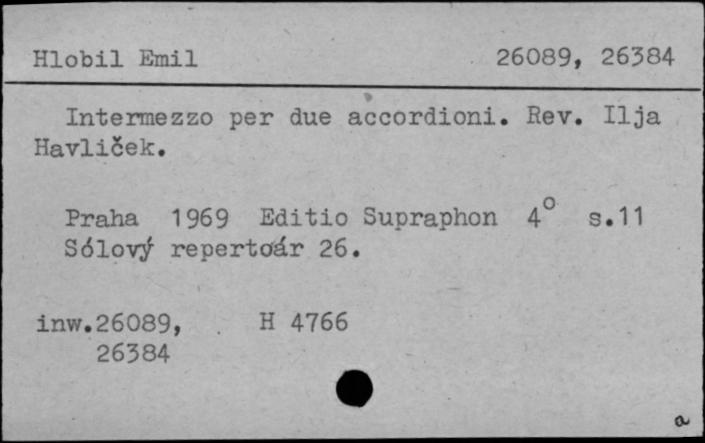 Hlobil Emil 26089, 26384
Intermezzo per due accordioni. Rev. Ilja
Havlíček.
Praha 1969 Editio Supraphon 4° s.11
Sólový repertoár 26.
inw.26089, H 4766
26384
a